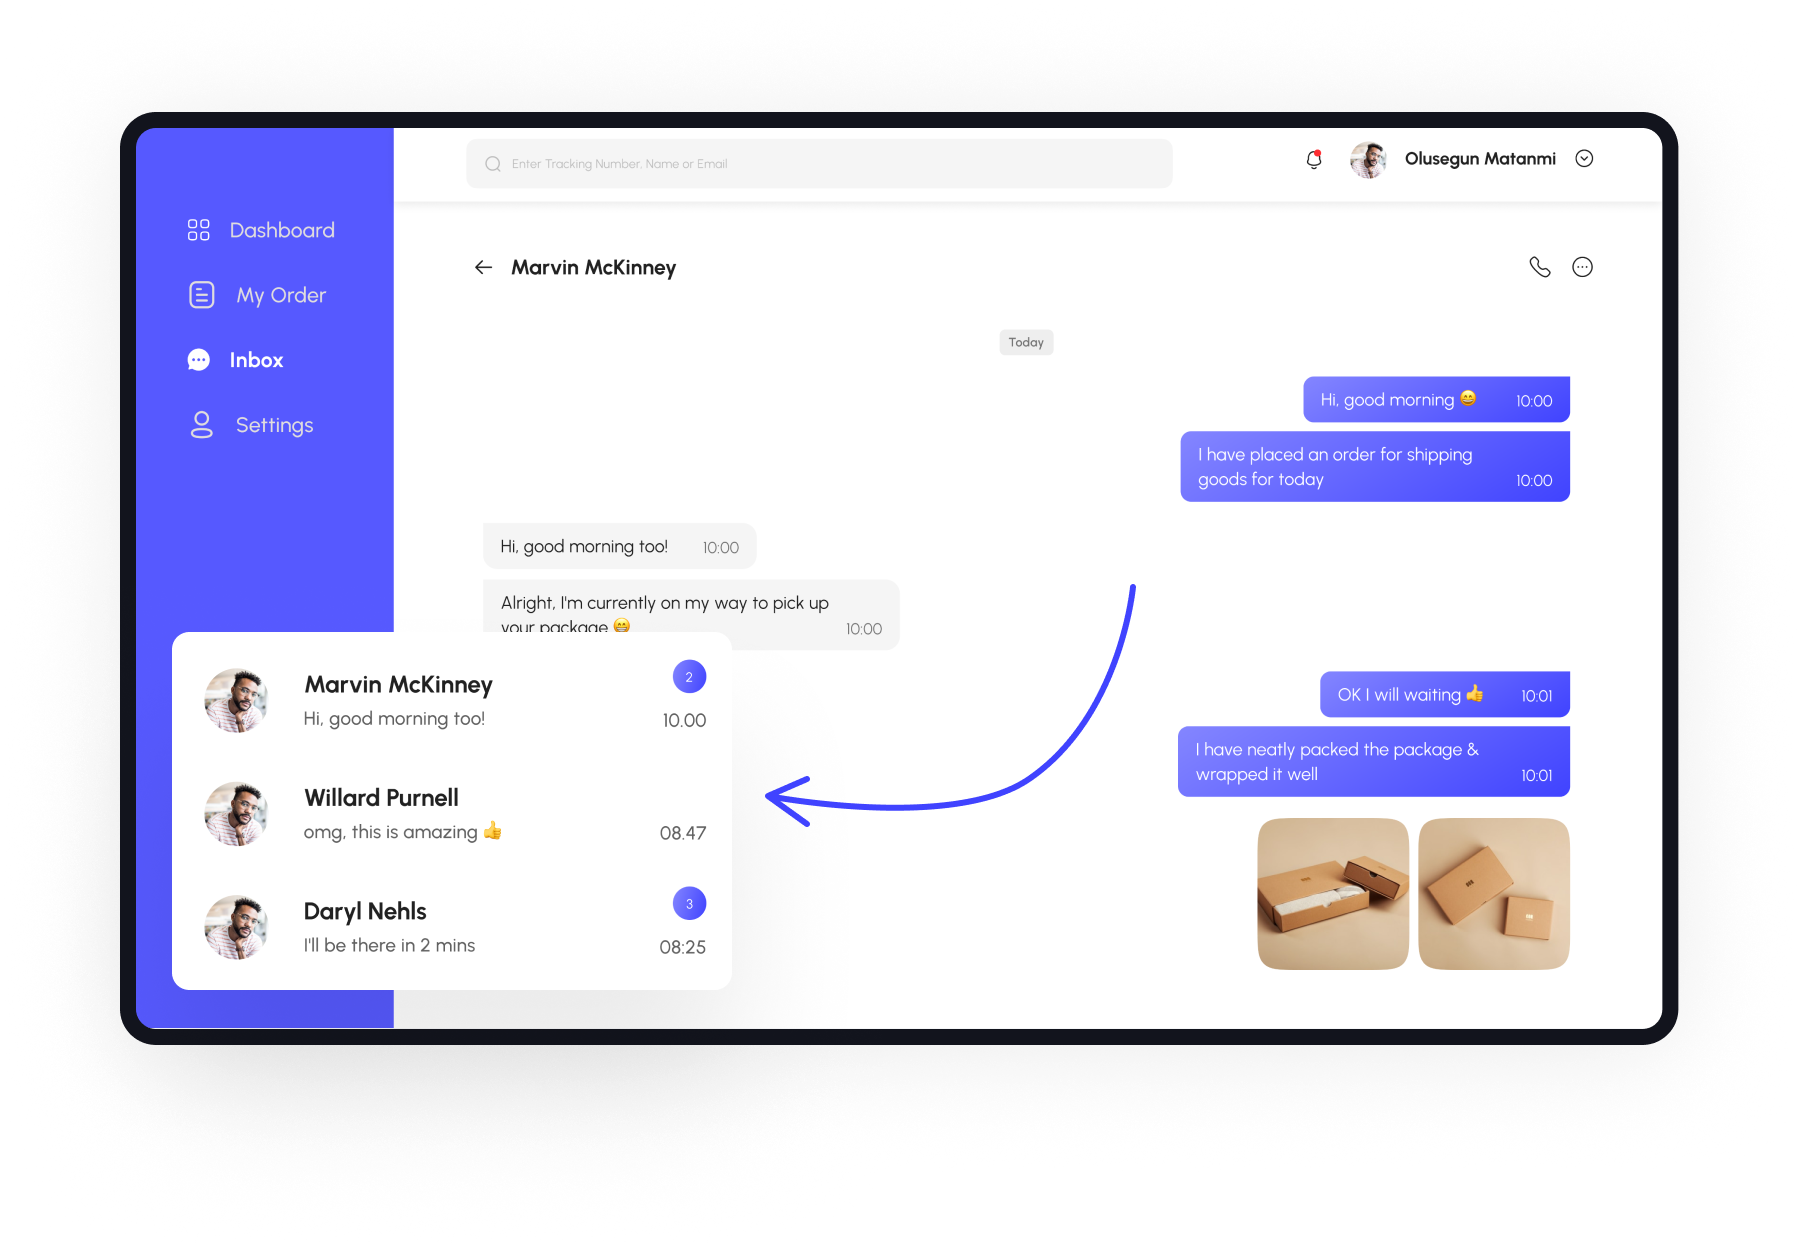 Enter Tracking Number, Name or Email
Olusegun Matanmi
Dashboard
My Order
Inbox
Settings
Marvin McKinney
Today
Hi, good morning 😄 10:00
I have placed an order for shipping
goods for today 10:00
Hi, good morning too! 10:00
Alright, I'm currently on my way to pick up
your package 😁 10:00
OK I will waiting 👍 10:01
I have neatly packed the package &
wrapped it well 10:01
Marvin McKinney 2
Hi, good morning too! 10.00
Willard Purnell
omg, this is amazing 👍 08.47
Daryl Nehls 3
I'll be there in 2 mins 08:25